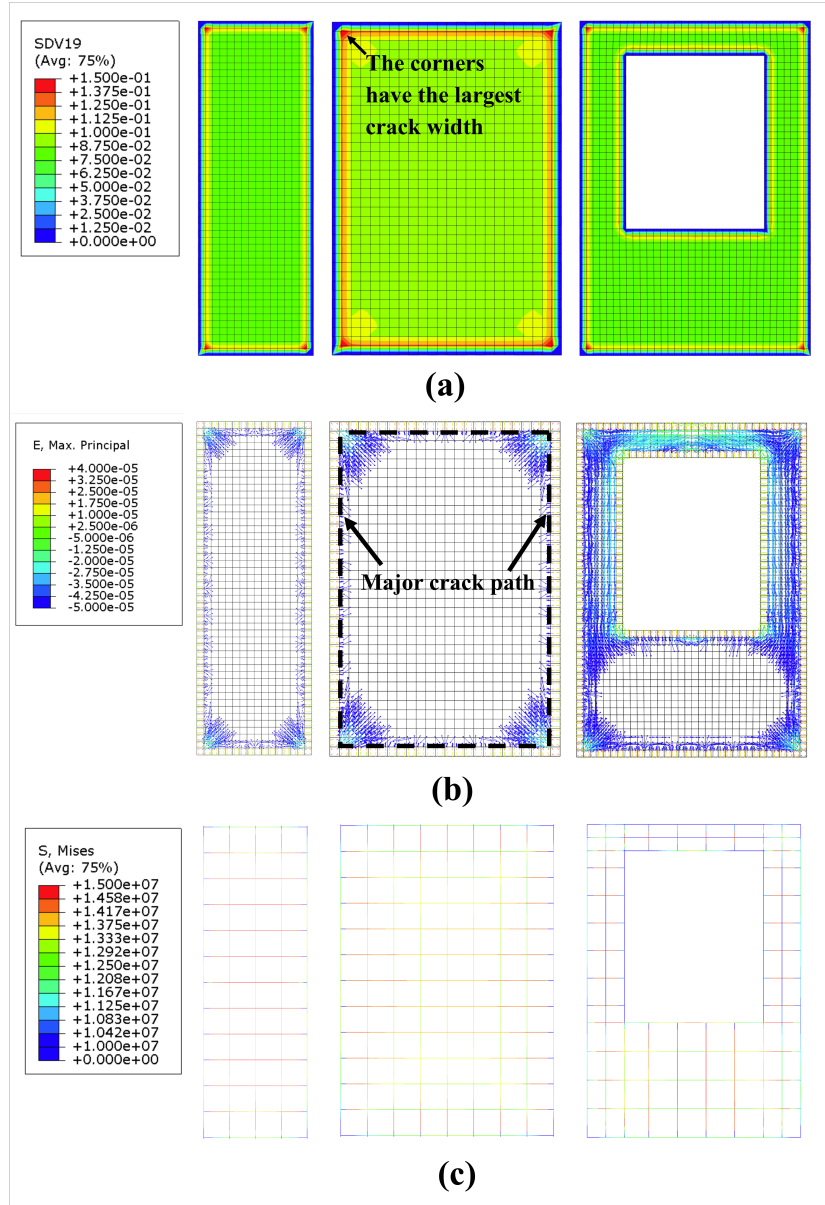 SDV19
(Avg: 75%)
+1.500e-01
+1.375e-01
+1.250e-01
+1.125e-01
+1.000e-01
+8.750e-02
+7.500e-02
+6.250e-02
+5.000e-02
+3.750e-02
+2.500e-02
+1.250e-02
+0.000e+00
The corners
have the largest
crack width
(a)
E, Max. Principal
+4.000e-05
+3.250e-05
+2.500e-05
+1.750e-05
+1.000e-05
+2.500e-06
-5.000e-06
-1.250e-05
-2.000e-05
-2.750e-05
-3.500e-05
-4.250e-05
-5.000e-05
Major crack path
(b)
S, Mises
(Avg: 75%)
+1.500e+07
+1.458e+07
+1.417e+07
+1.375e+07
+1.333e+07
+1.292e+07
+1.250e+07
+1.208e+07
+1.167e+07
+1.125e+07
+1.083e+07
+1.042e+07
+1.000e+07
+0.000e+00
(c)